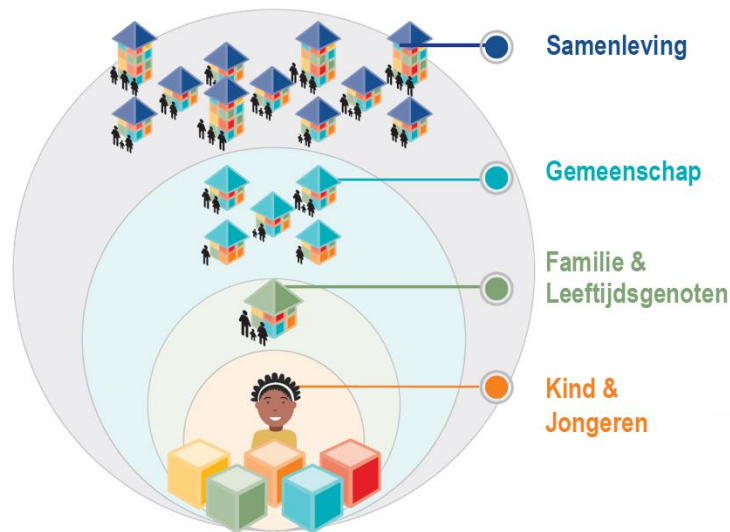 Samenleving
Gemeenschap
Familie &
Leeftijdsgenoten
Kind &
Jongeren